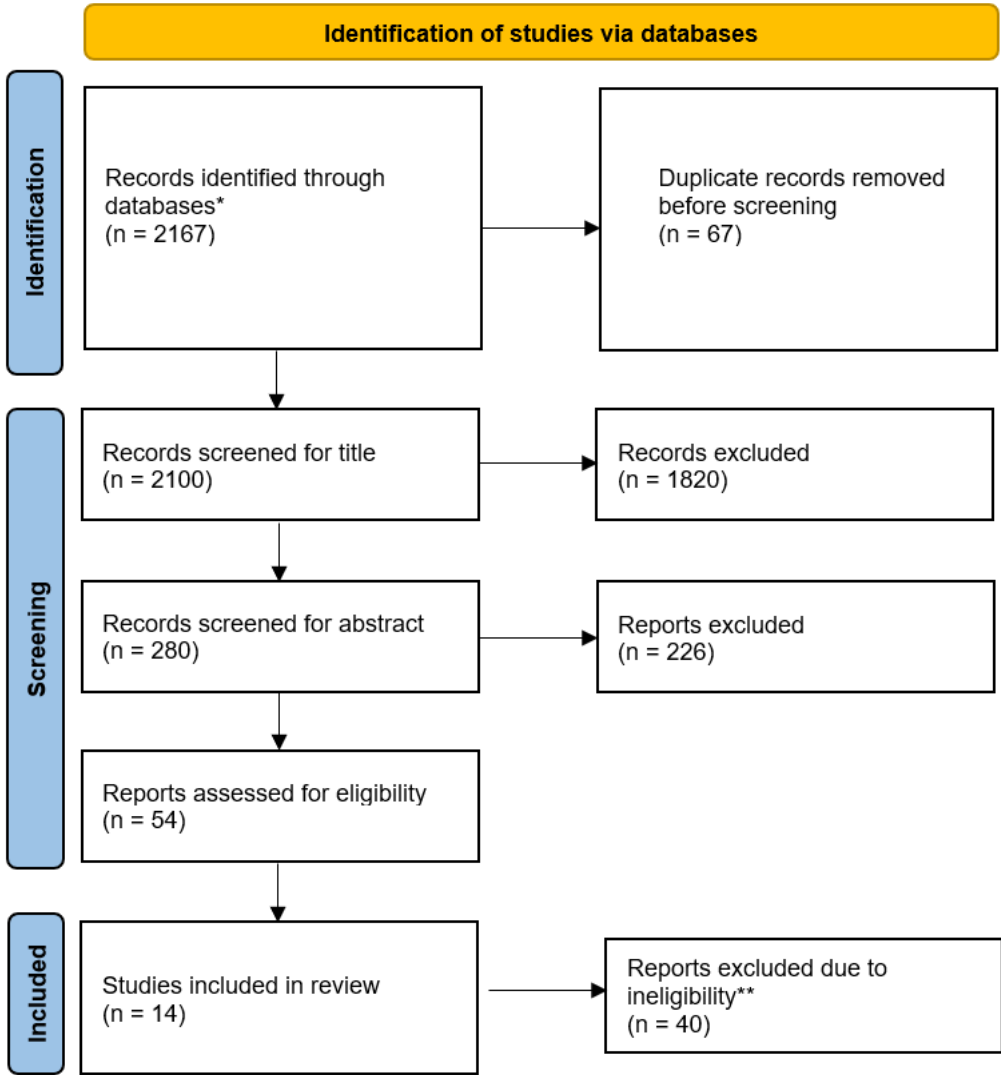 Identification of studies via databases
Identification
Records identified through
databases*
(n = 2167)
Duplicate records removed
before screening
(n = 67)
Screening
Records screened for title
(n = 2100)
Records excluded
(n = 1820)
Records screened for abstract
(n = 280)
Reports excluded
(n = 226)
Reports assessed for eligibility
(n = 54)
Included
Studies included in review
(n = 14)
Reports excluded due to
ineligibility**
(n = 40)